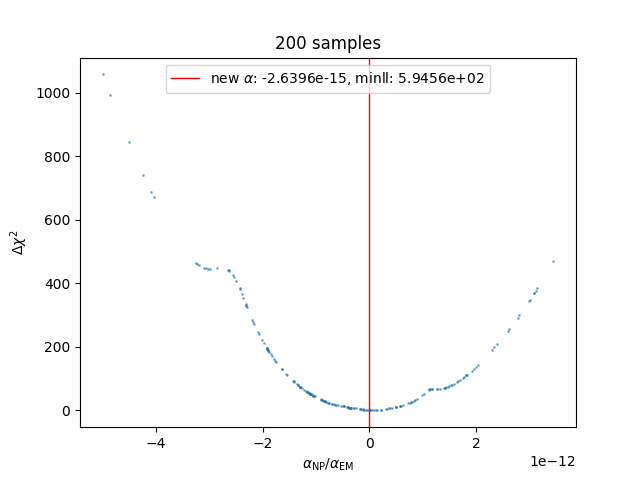 200 samples
new α: -2.6396e-15, minll: 5.9456e+02
Δχ²
1000
800
600
400
200
0
−4
−2
0
2
1e−12
α_NP/α_EM